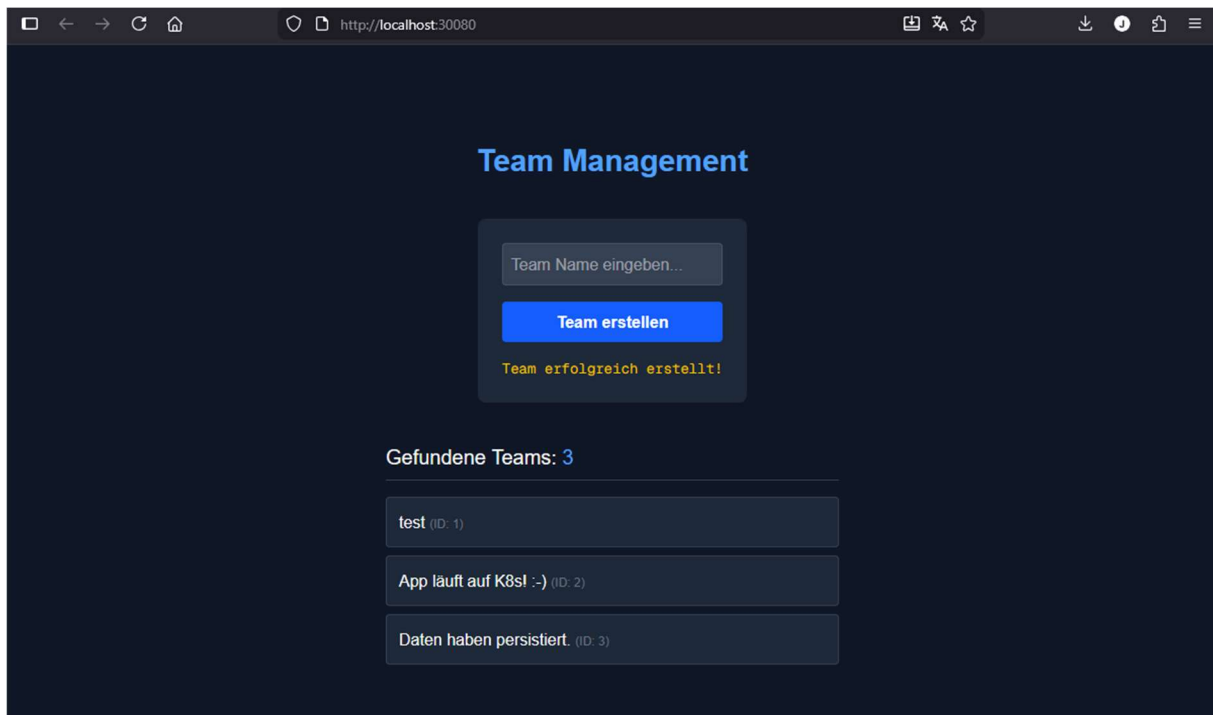 http://localhost:30080
J
Team Management
Team Name eingeben...
Team erstellen
Team erfolgreich erstellt!
Gefundene Teams: 3
test (ID: 1)
App läuft auf K8s! :-) (ID: 2)
Daten haben persistiert. (ID: 3)